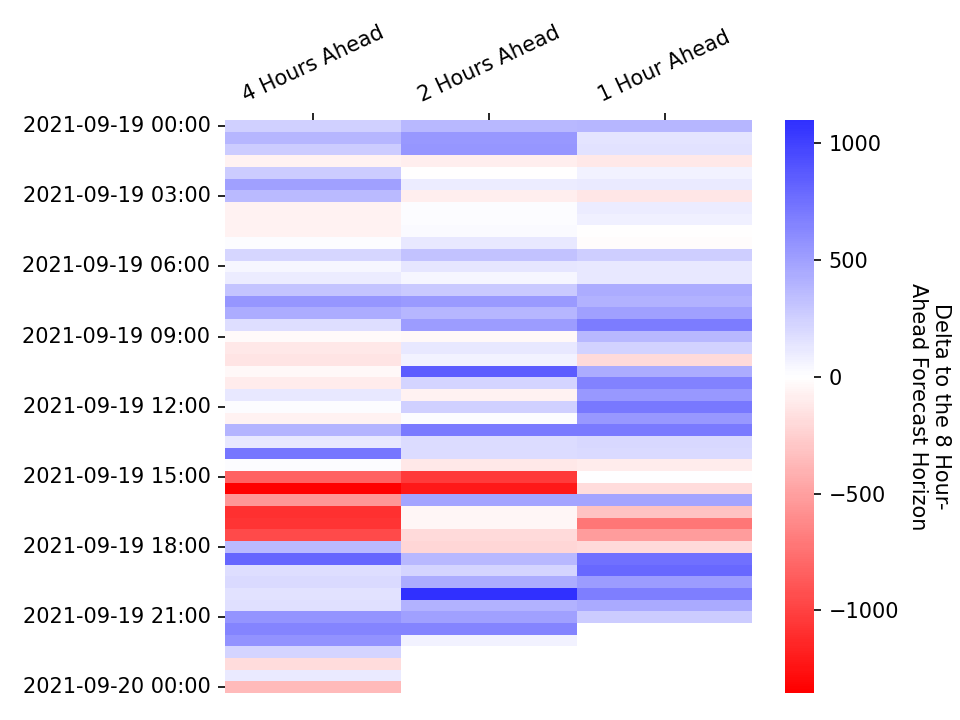 4 Hours Ahead
2 Hours Ahead
1 Hour Ahead
2021-09-19 00:00
2021-09-19 03:00
2021-09-19 06:00
2021-09-19 09:00
2021-09-19 12:00
2021-09-19 15:00
2021-09-19 18:00
2021-09-19 21:00
2021-09-20 00:00
1000
500
0
−500
−1000
Delta to the 8 Hour-
Ahead Forecast Horizon